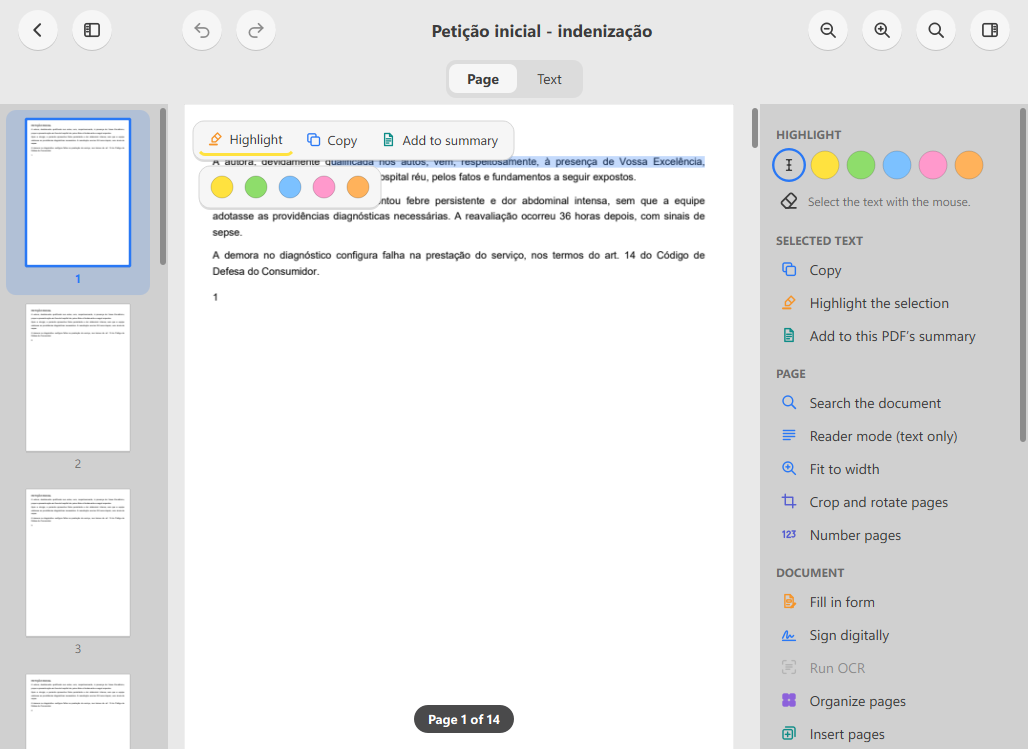 Petição inicial - indenização
Page
Text
Highlight
Copy
Add to summary
A autora, devidamente qualificada nos autos, vem, respeitosamente, à presença de Vossa Excelência,
ospital réu, pelos fatos e fundamentos a seguir expostos.
ntou febre persistente e dor abdominal intensa, sem que a equipe
adotasse as providências diagnósticas necessárias. A reavaliação ocorreu 36 horas depois, com sinais de
sepse.
A demora no diagnóstico configura falha na prestação do serviço, nos termos do art. 14 do Código de
Defesa do Consumidor.
1
Page 1 of 14
1
2
3
HIGHLIGHT
Select the text with the mouse.
SELECTED TEXT
Copy
Highlight the selection
Add to this PDF's summary
PAGE
Search the document
Reader mode (text only)
Fit to width
Crop and rotate pages
123 Number pages
DOCUMENT
Fill in form
Sign digitally
Run OCR
Organize pages
Insert pages